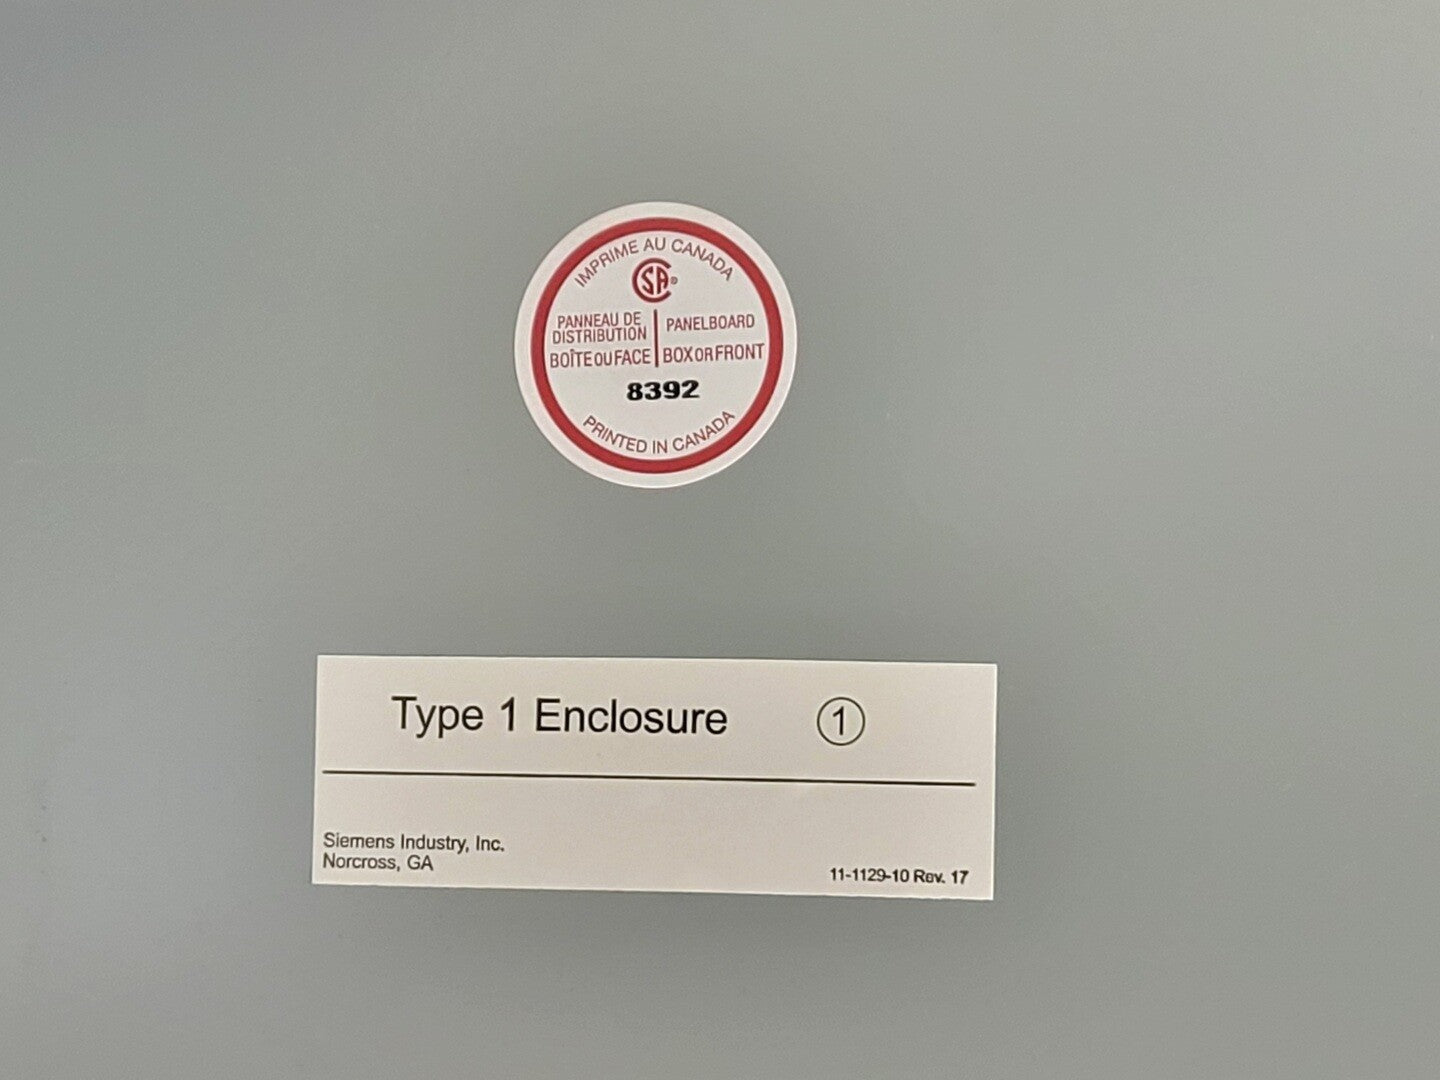 IMPRIME AU CANADA
CSA®
PANNEAU DE
DISTRIBUTION
BOÎTE OU FACE
PANELBOARD
BOX OR FRONT
8392
PRINTED IN CANADA
Type 1 Enclosure 1
Siemens Industry, Inc.
Norcross, GA
11-1129-10 Rev. 17